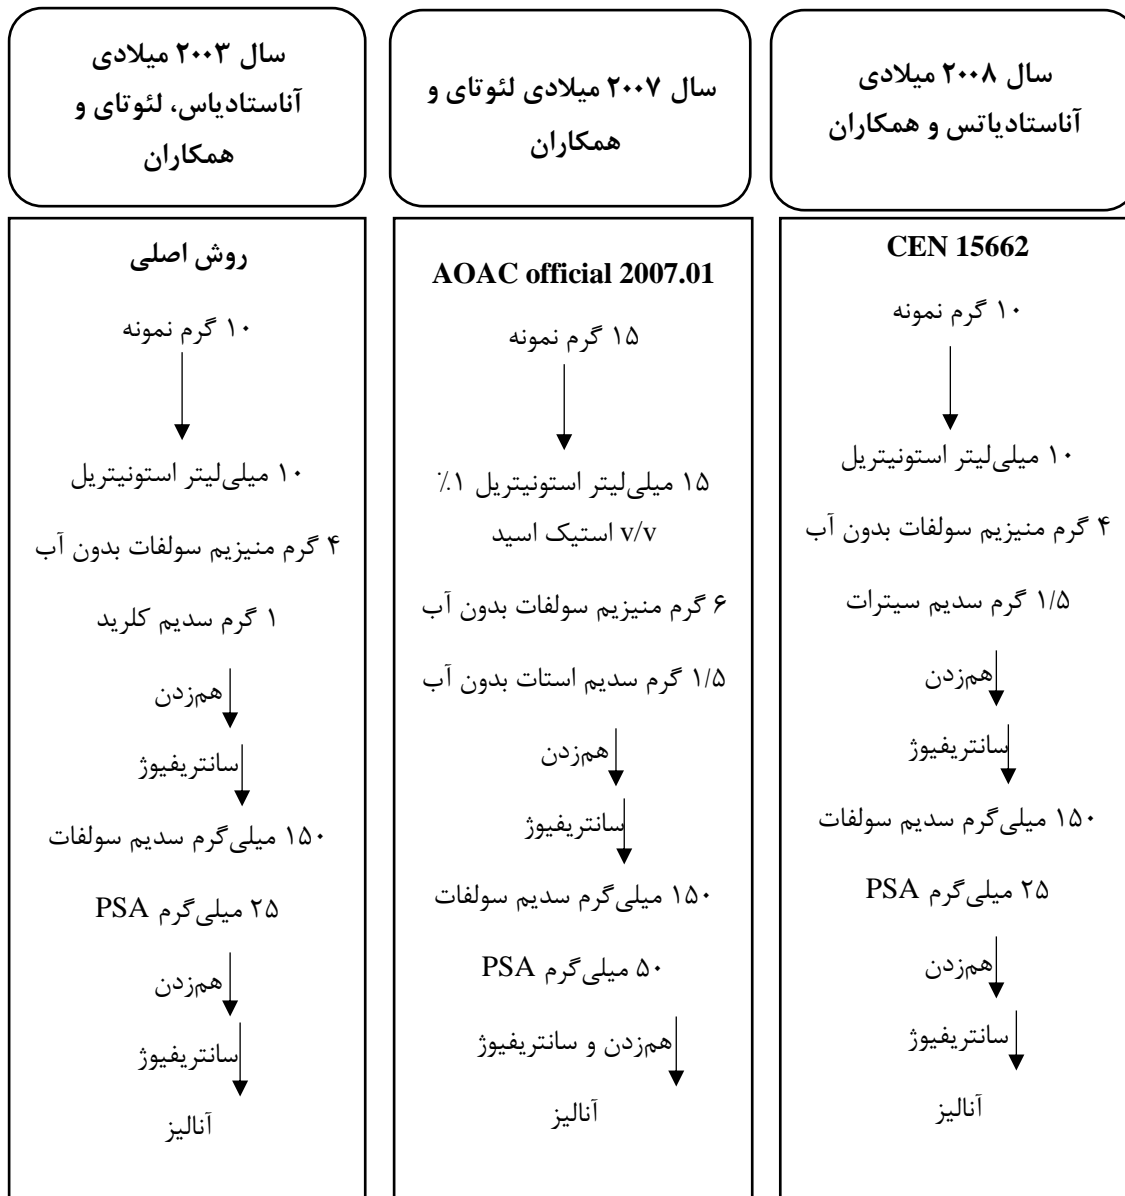 سال ۲۰۰۳ میلادی
آناستادیاس، لئوتای و
همکاران
روش اصلی
۱۰ گرم نمونه
۱۰ میلی‌لیتر استونیتریل
۴ گرم منیزیم سولفات بدون آب
۱ گرم سدیم کلرید
هم‌زدن
سانتریفیوژ
۱۵۰ میلی‌گرم سدیم سولفات
۲۵ میلی‌گرم PSA
هم‌زدن
سانتریفیوژ
آنالیز
سال ۲۰۰۷ میلادی لئوتای و
همکاران
AOAC official 2007.01
۱۵ گرم نمونه
۱۵ میلی‌لیتر استونیتریل ۱٪
v/v استیک اسید
۶ گرم منیزیم سولفات بدون آب
۱/۵ گرم سدیم استات بدون آب
هم‌زدن
سانتریفیوژ
۱۵۰ میلی‌گرم سدیم سولفات
۵۰ میلی‌گرم PSA
هم‌زدن و سانتریفیوژ
آنالیز
سال ۲۰۰۸ میلادی
آناستادیاتس و همکاران
CEN 15662
۱۰ گرم نمونه
۱۰ میلی‌لیتر استونیتریل
۴ گرم منیزیم سولفات بدون آب
۱/۵ گرم سدیم سیترات
هم‌زدن
سانتریفیوژ
۱۵۰ میلی‌گرم سدیم سولفات
۲۵ میلی‌گرم PSA
هم‌زدن
سانتریفیوژ
آنالیز